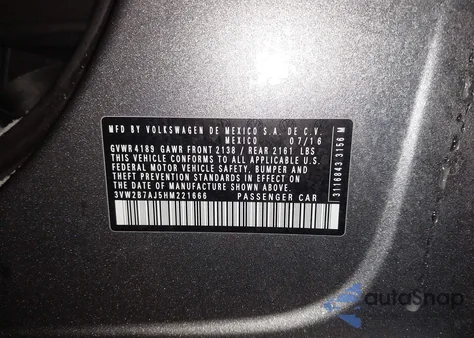 MFD BY VOLKSWAGEN DE MEXICO S.A. DE C.V.
MEXICO 07/16
GVWR4189 GAWR FRONT 2138 / REAR 2161 LBS
THIS VEHICLE CONFORMS TO ALL APPLICABLE U.S.
FEDERAL MOTOR VEHICLE SAFETY, BUMPER, AND
THEFT PREVENTION STANDARDS IN EFFECT ON
THE DATE OF MANUFACTURE SHOWN ABOVE.
3VW2B7AJ5HM221666 PASSENGER CAR
3116843 3156 M
autoSnap